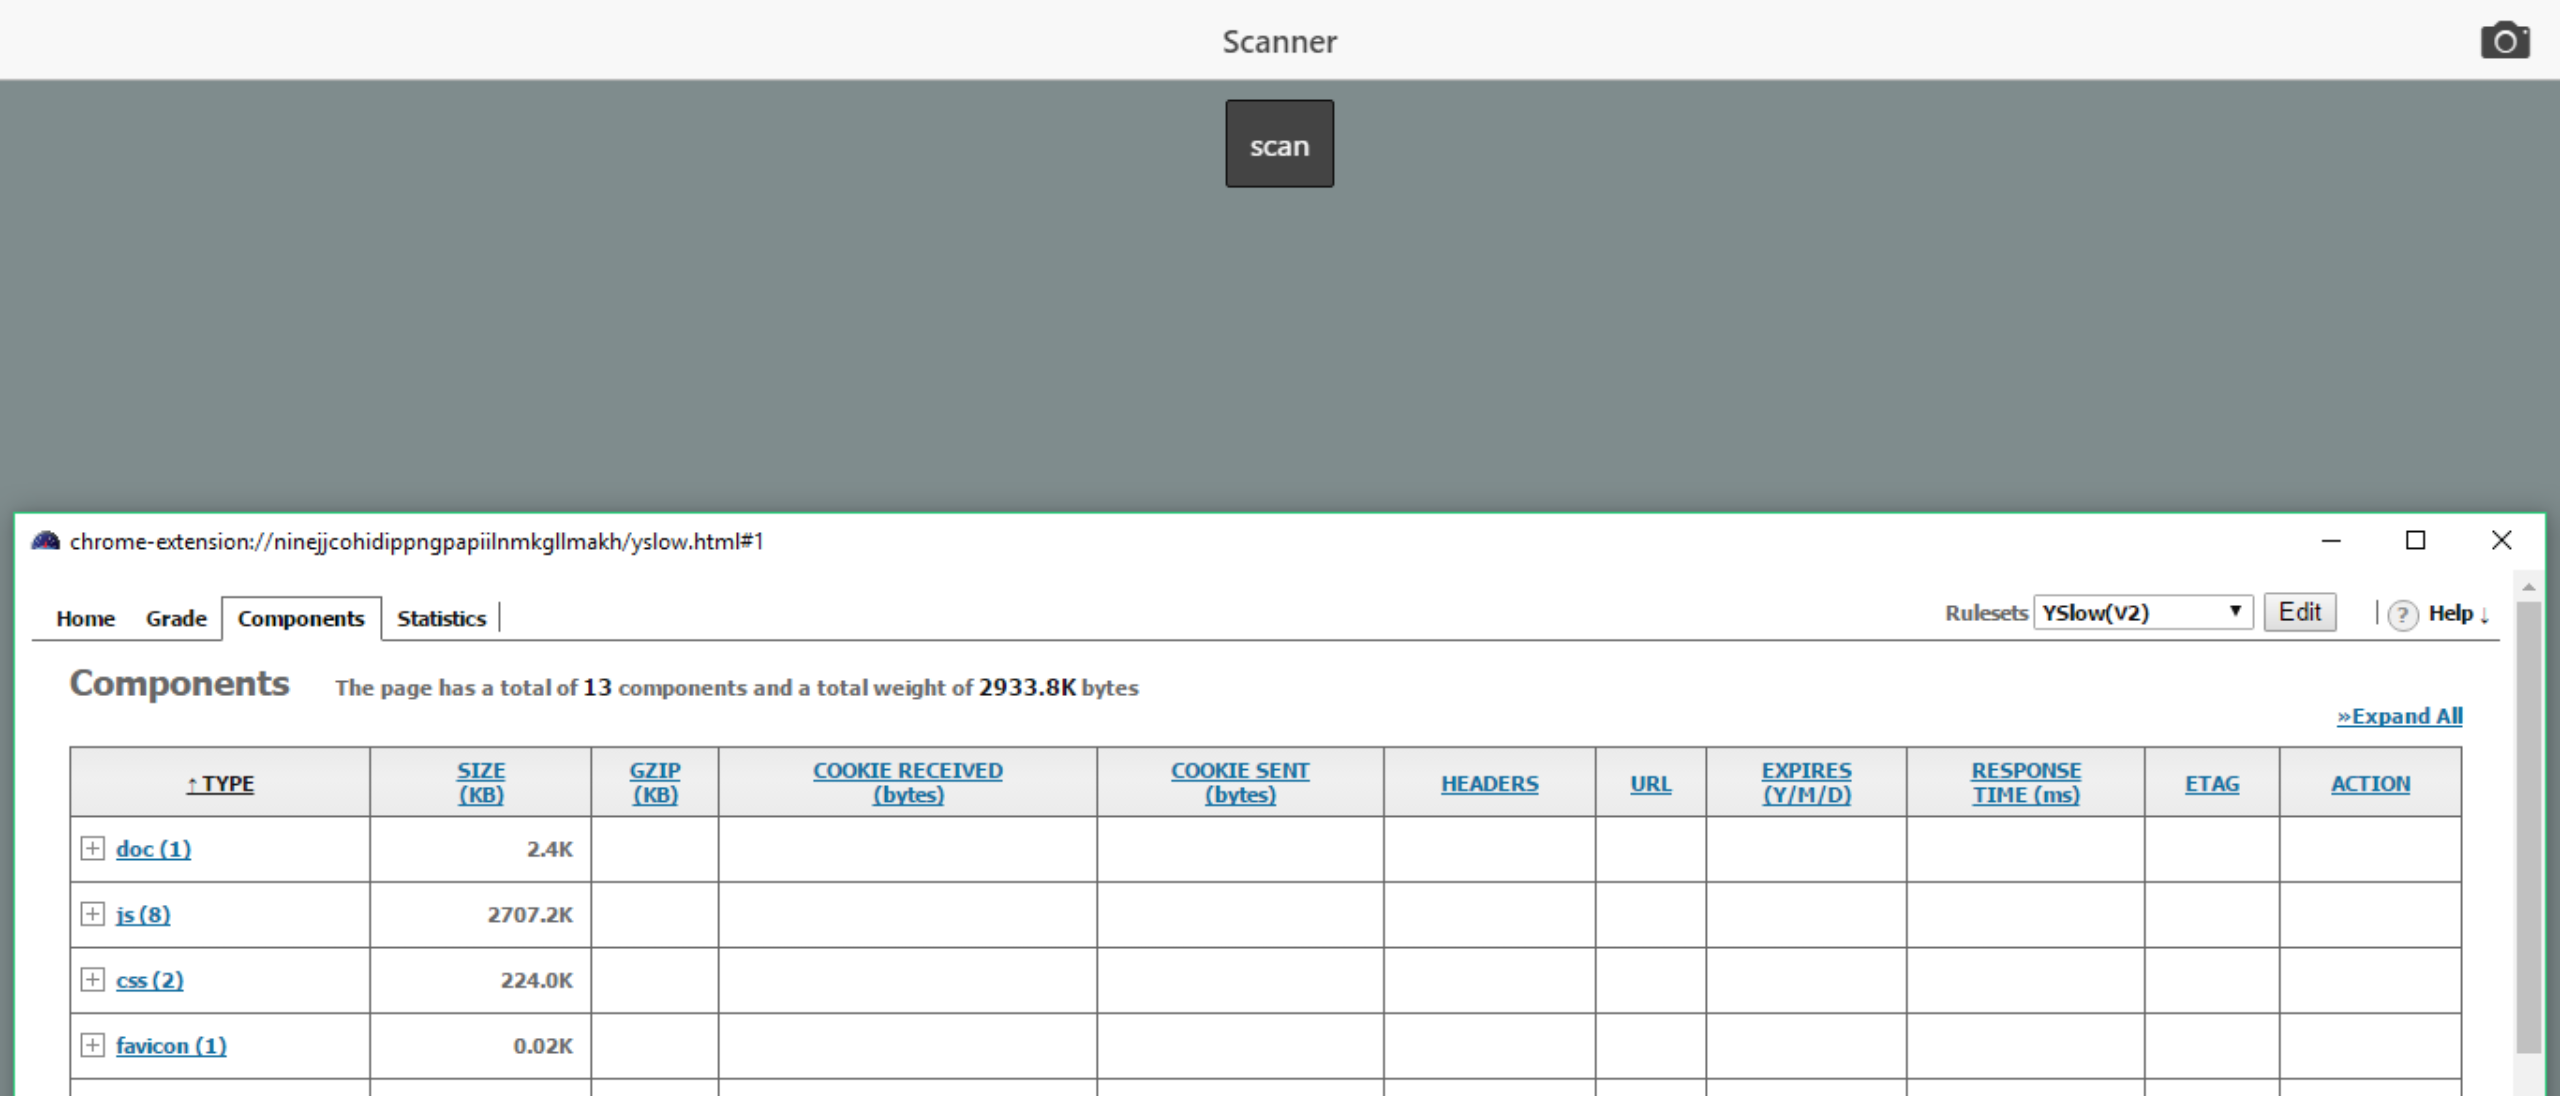 Scanner
scan
chrome-extension://ninejjcohidippngpapiilnmkgllmakh/yslow.html#1
Home Grade Components Statistics Rulesets YSlow(V2) Edit ? Help ↓
Components The page has a total of 13 components and a total weight of 2933.8K bytes
»Expand All
↑ TYPE SIZE (KB) GZIP (KB) COOKIE RECEIVED (bytes) COOKIE SENT (bytes) HEADERS URL EXPIRES (Y/M/D) RESPONSE TIME (ms) ETAG ACTION
doc (1) 2.4K
js (8) 2707.2K
css (2) 224.0K
favicon (1) 0.02K